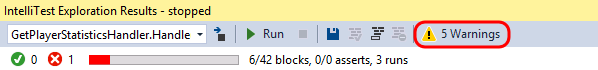 IntelliTest Exploration Results - stopped
GetPlayerStatisticsHandler.Handle Run 5 Warnings
0 1 6/42 blocks, 0/0 asserts, 3 runs